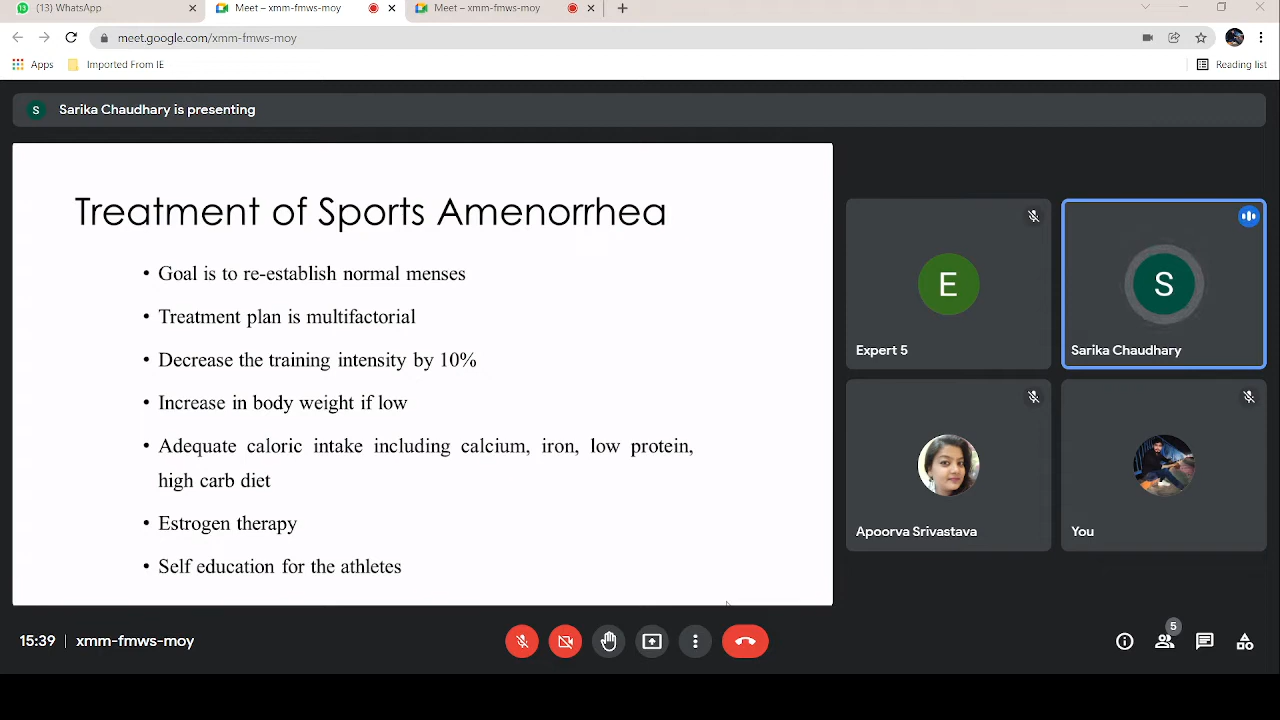 (13) WhatsApp
Meet – xmm-fmws-moy
Meet – xmm-fmws-moy
meet.google.com/xmm-fmws-moy
Apps
Imported From IE
Reading list
S
Sarika Chaudhary is presenting
Treatment of Sports Amenorrhea
• Goal is to re-establish normal menses
• Treatment plan is multifactorial
• Decrease the training intensity by 10%
• Increase in body weight if low
• Adequate caloric intake including calcium, iron, low protein,
high carb diet
• Estrogen therapy
• Self education for the athletes
E
Expert 5
S
Sarika Chaudhary
Apoorva Srivastava
You
15:39 | xmm-fmws-moy
5